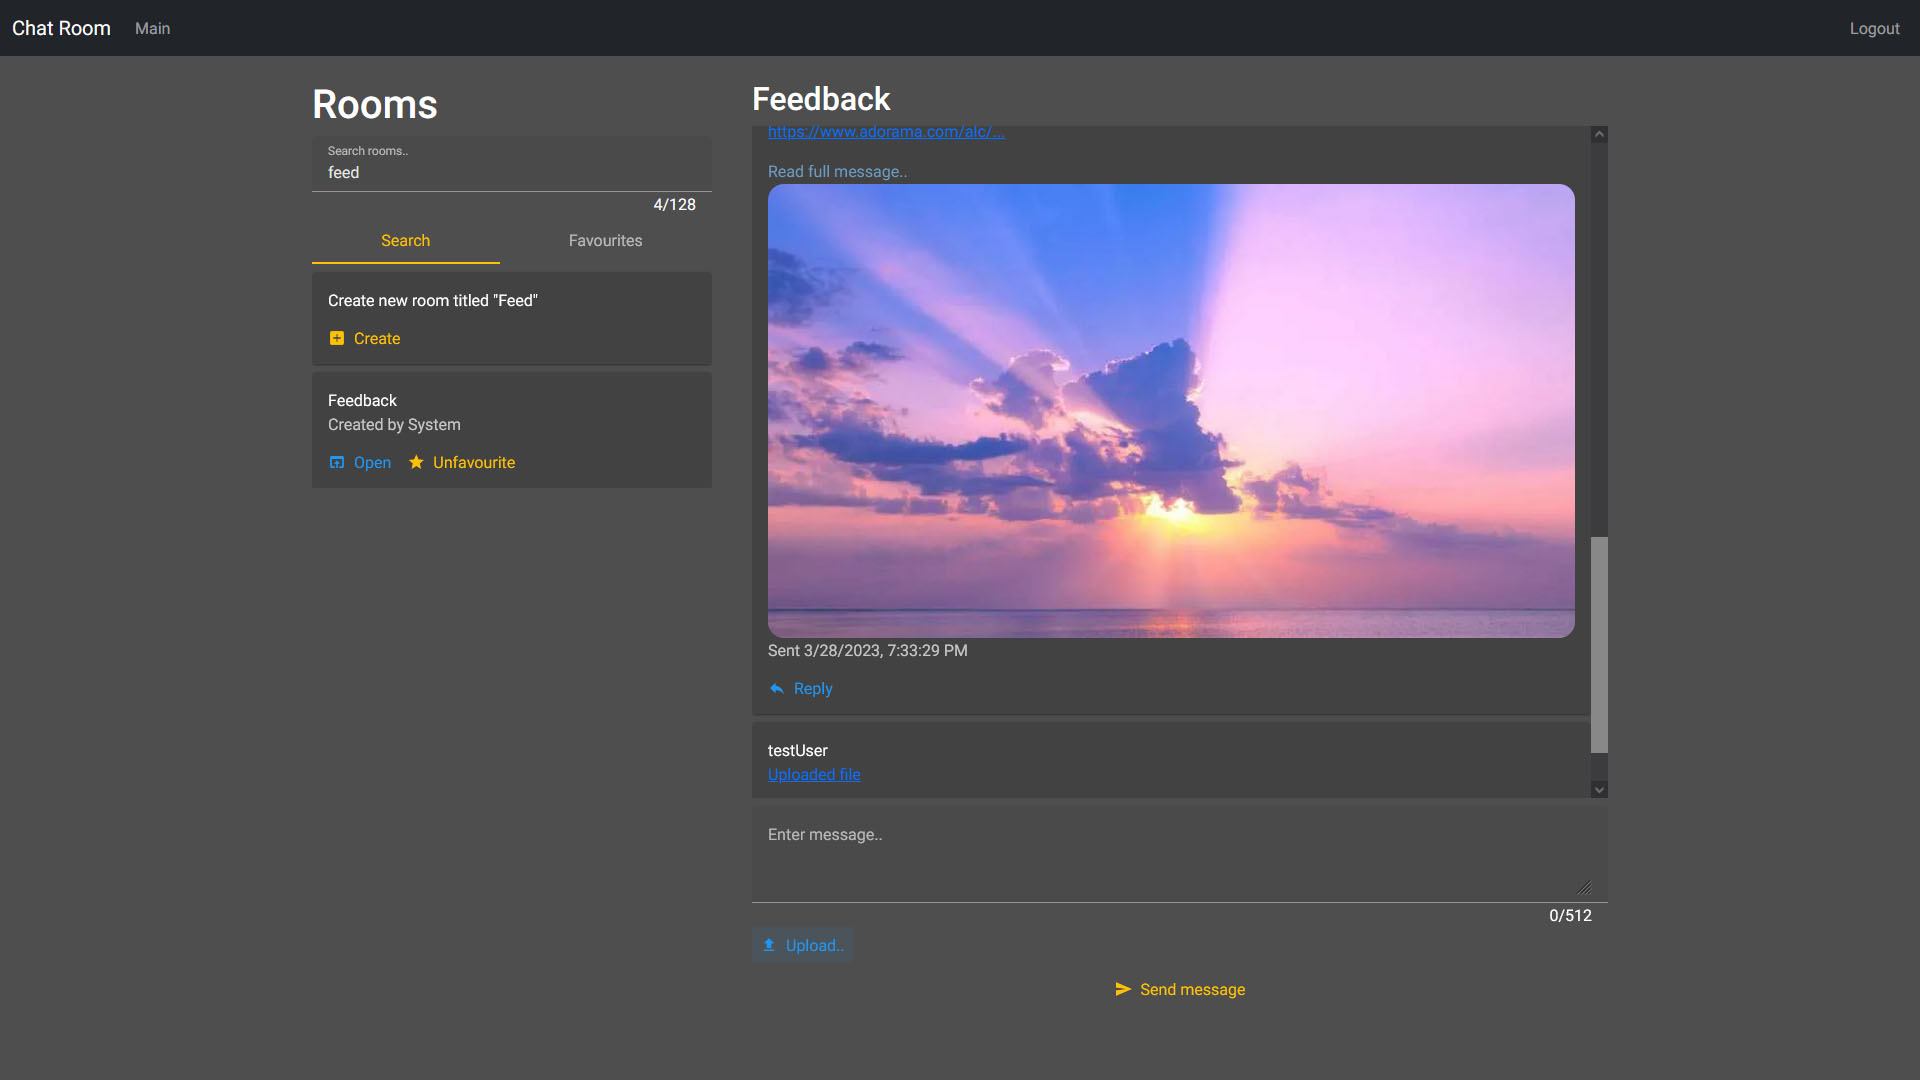 Chat Room Main Logout
Rooms
Search rooms..
feed
4/128
Search Favourites
Create new room titled "Feed"
Create
Feedback
Created by System
Open Unfavourite
Feedback
https://www.adorama.com/alc/...
Read full message..
Sent 3/28/2023, 7:33:29 PM
Reply
testUser
Uploaded file
Enter message..
0/512
Upload..
Send message